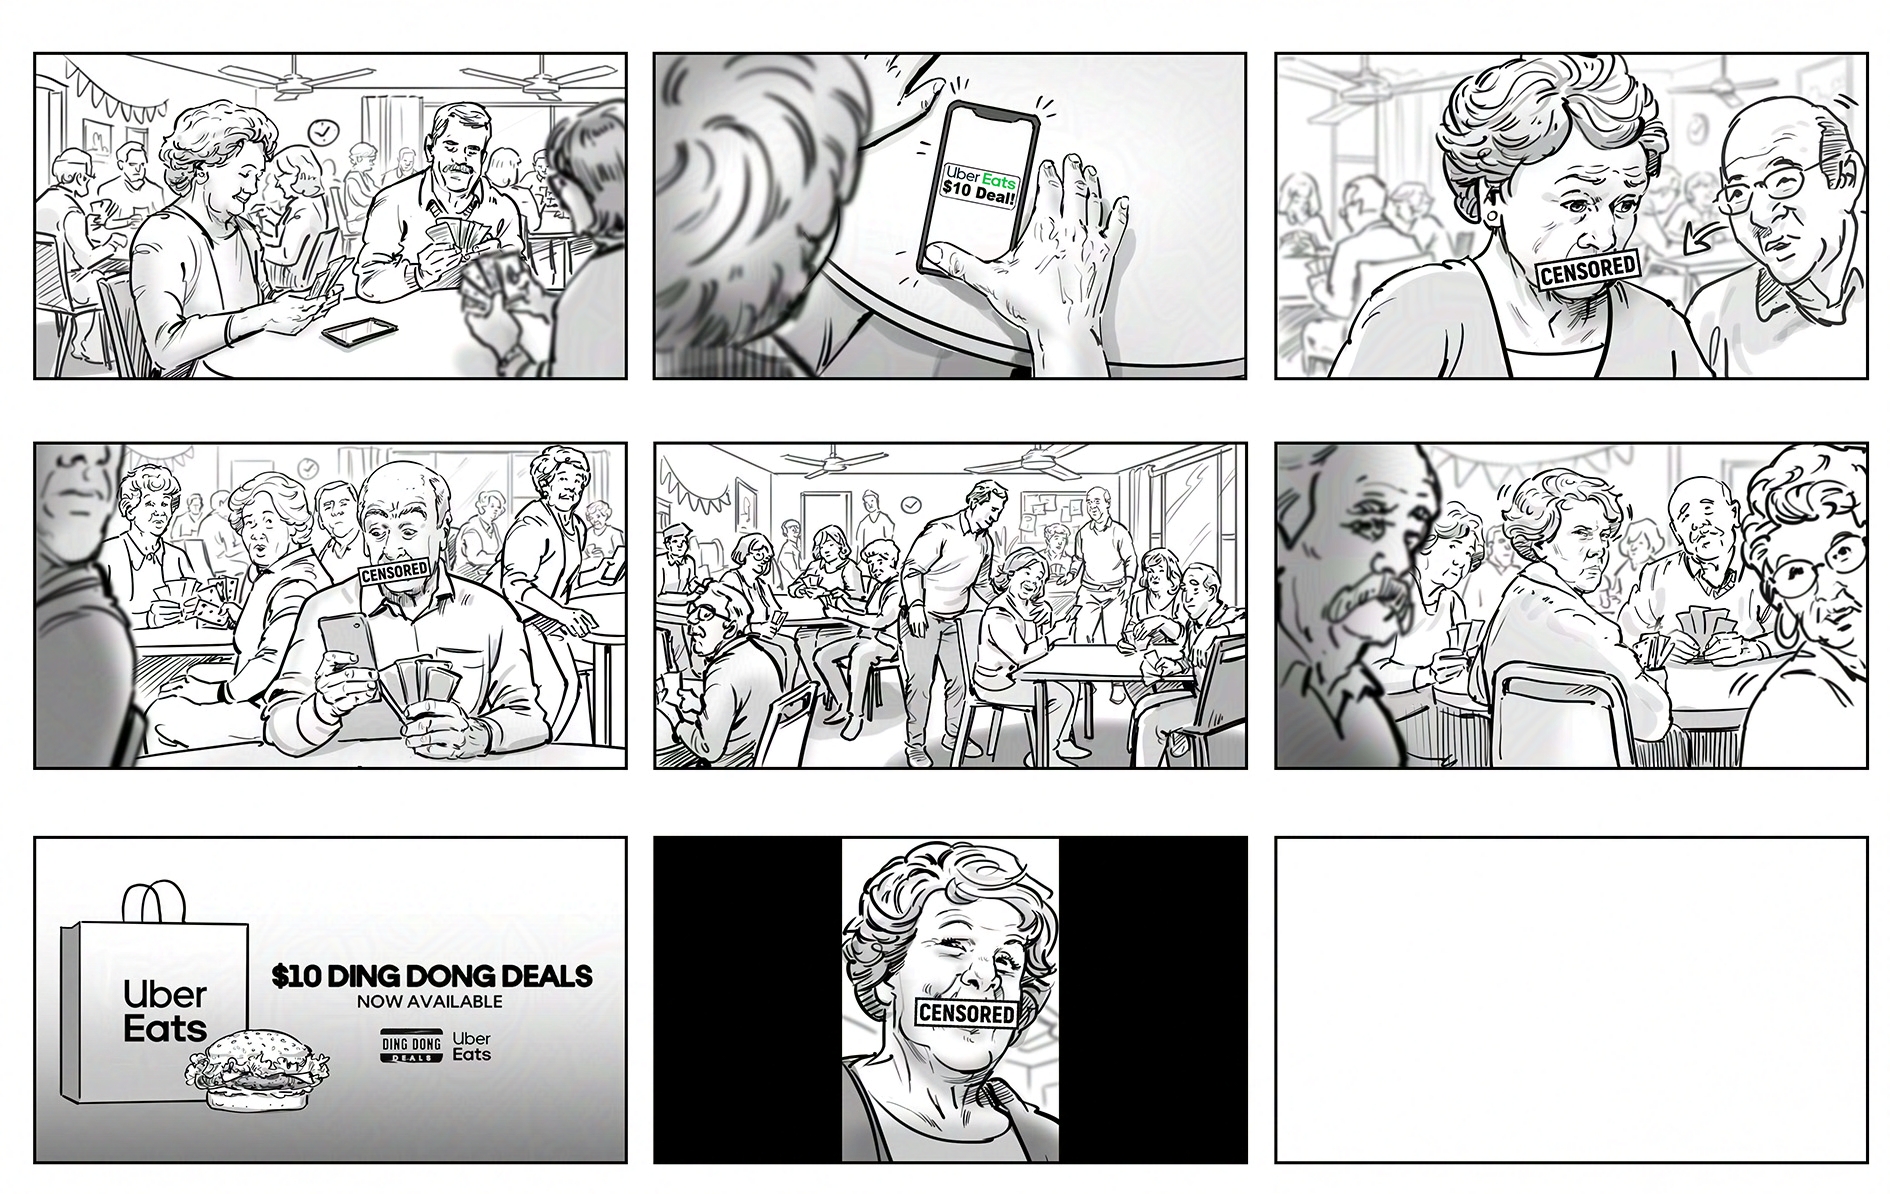 Uber Eats
$10 Deal!
CENSORED
CENSORED
Uber
Eats
$10 DING DONG DEALS
NOW AVAILABLE
DING DONG
DEALS
Uber
Eats
CENSORED